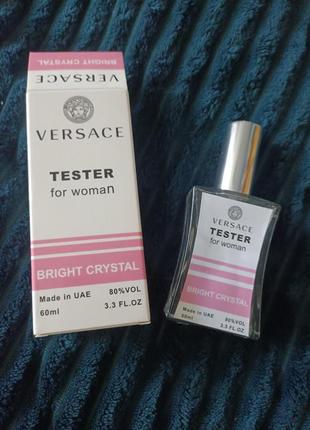 BRIGHT CRYSTAL
VERSACE
VERSACE
TESTER
for woman
BRIGHT CRYSTAL
Made in UAE 80%VOL
60ml 3.3 FL.OZ
VERSACE
TESTER
for woman
BRIGHT CRYSTAL
Made in UAE 80%VOL
60ml 3.3 FL.OZ